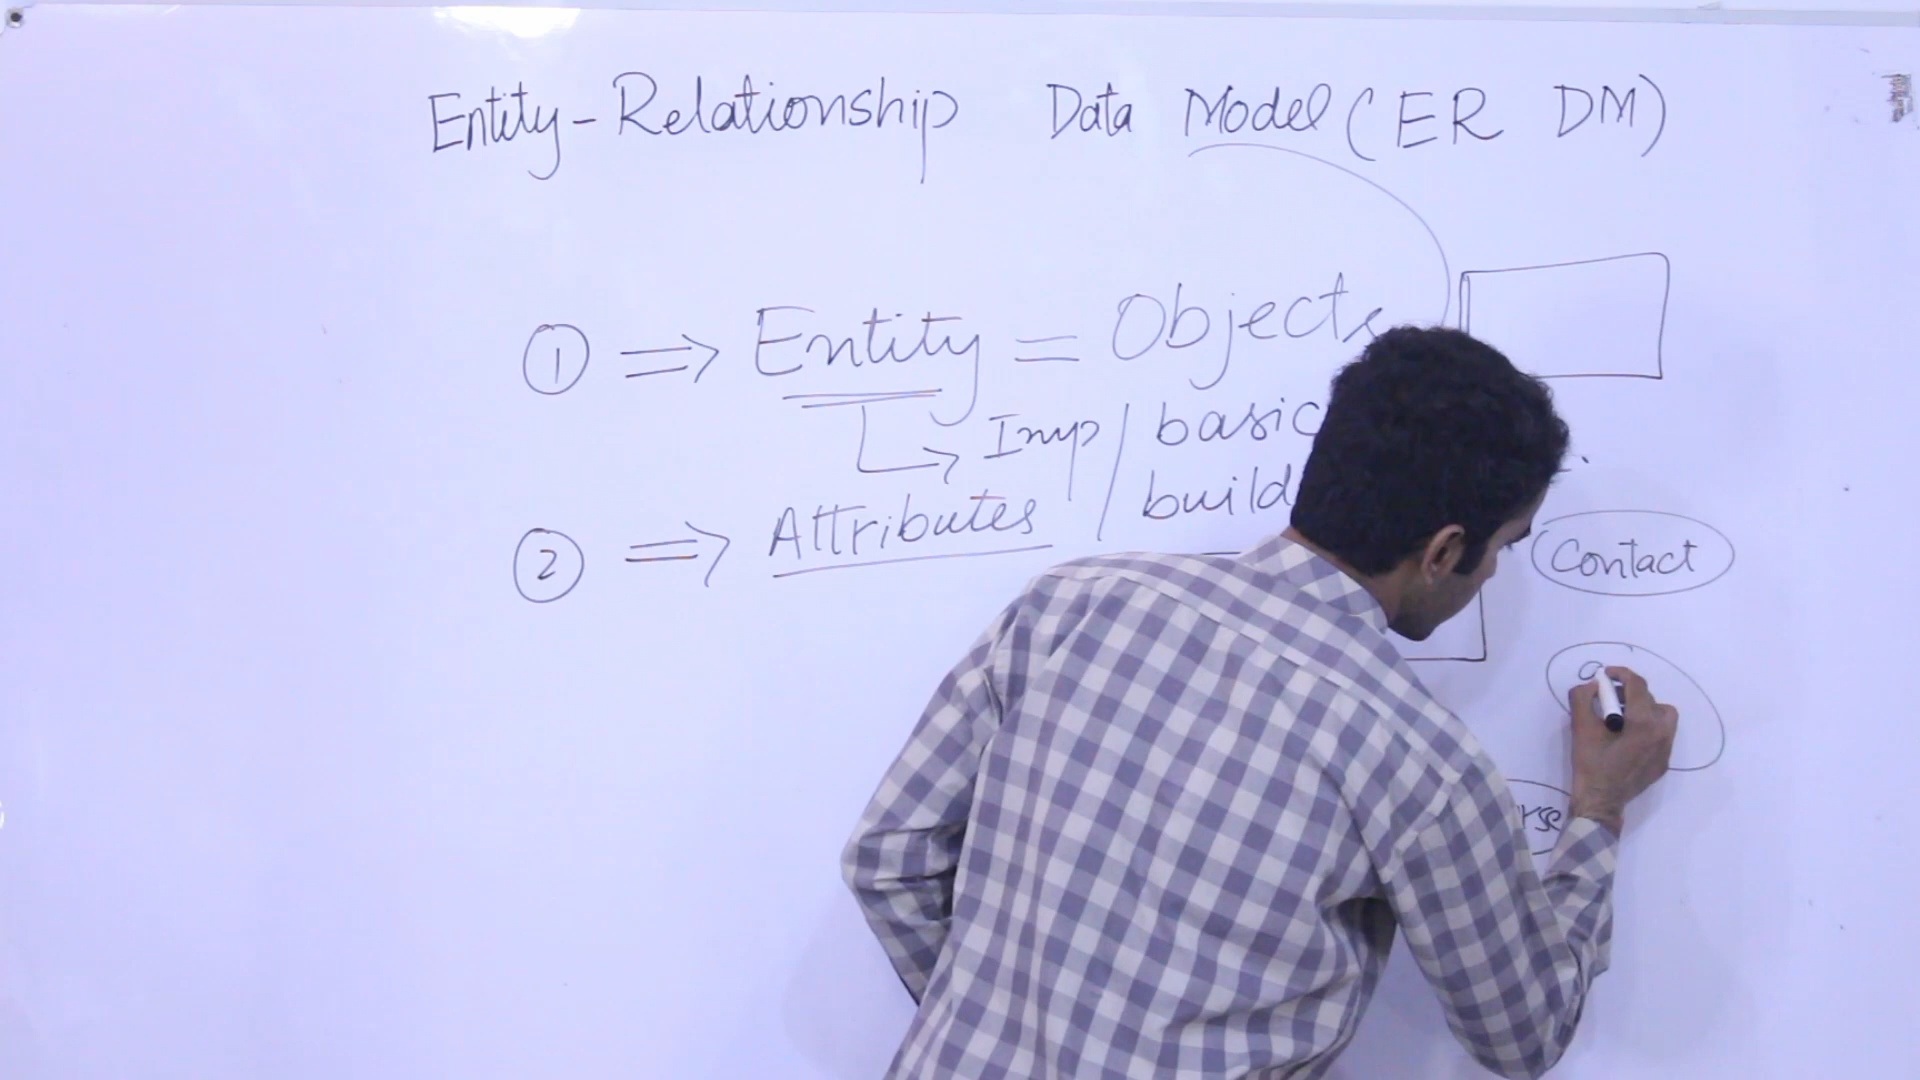 Entity-Relationship Data Model (ER DM)
① ⇒ Entity = Objects
Imp / basic
build
② ⇒ Attributes
Contact